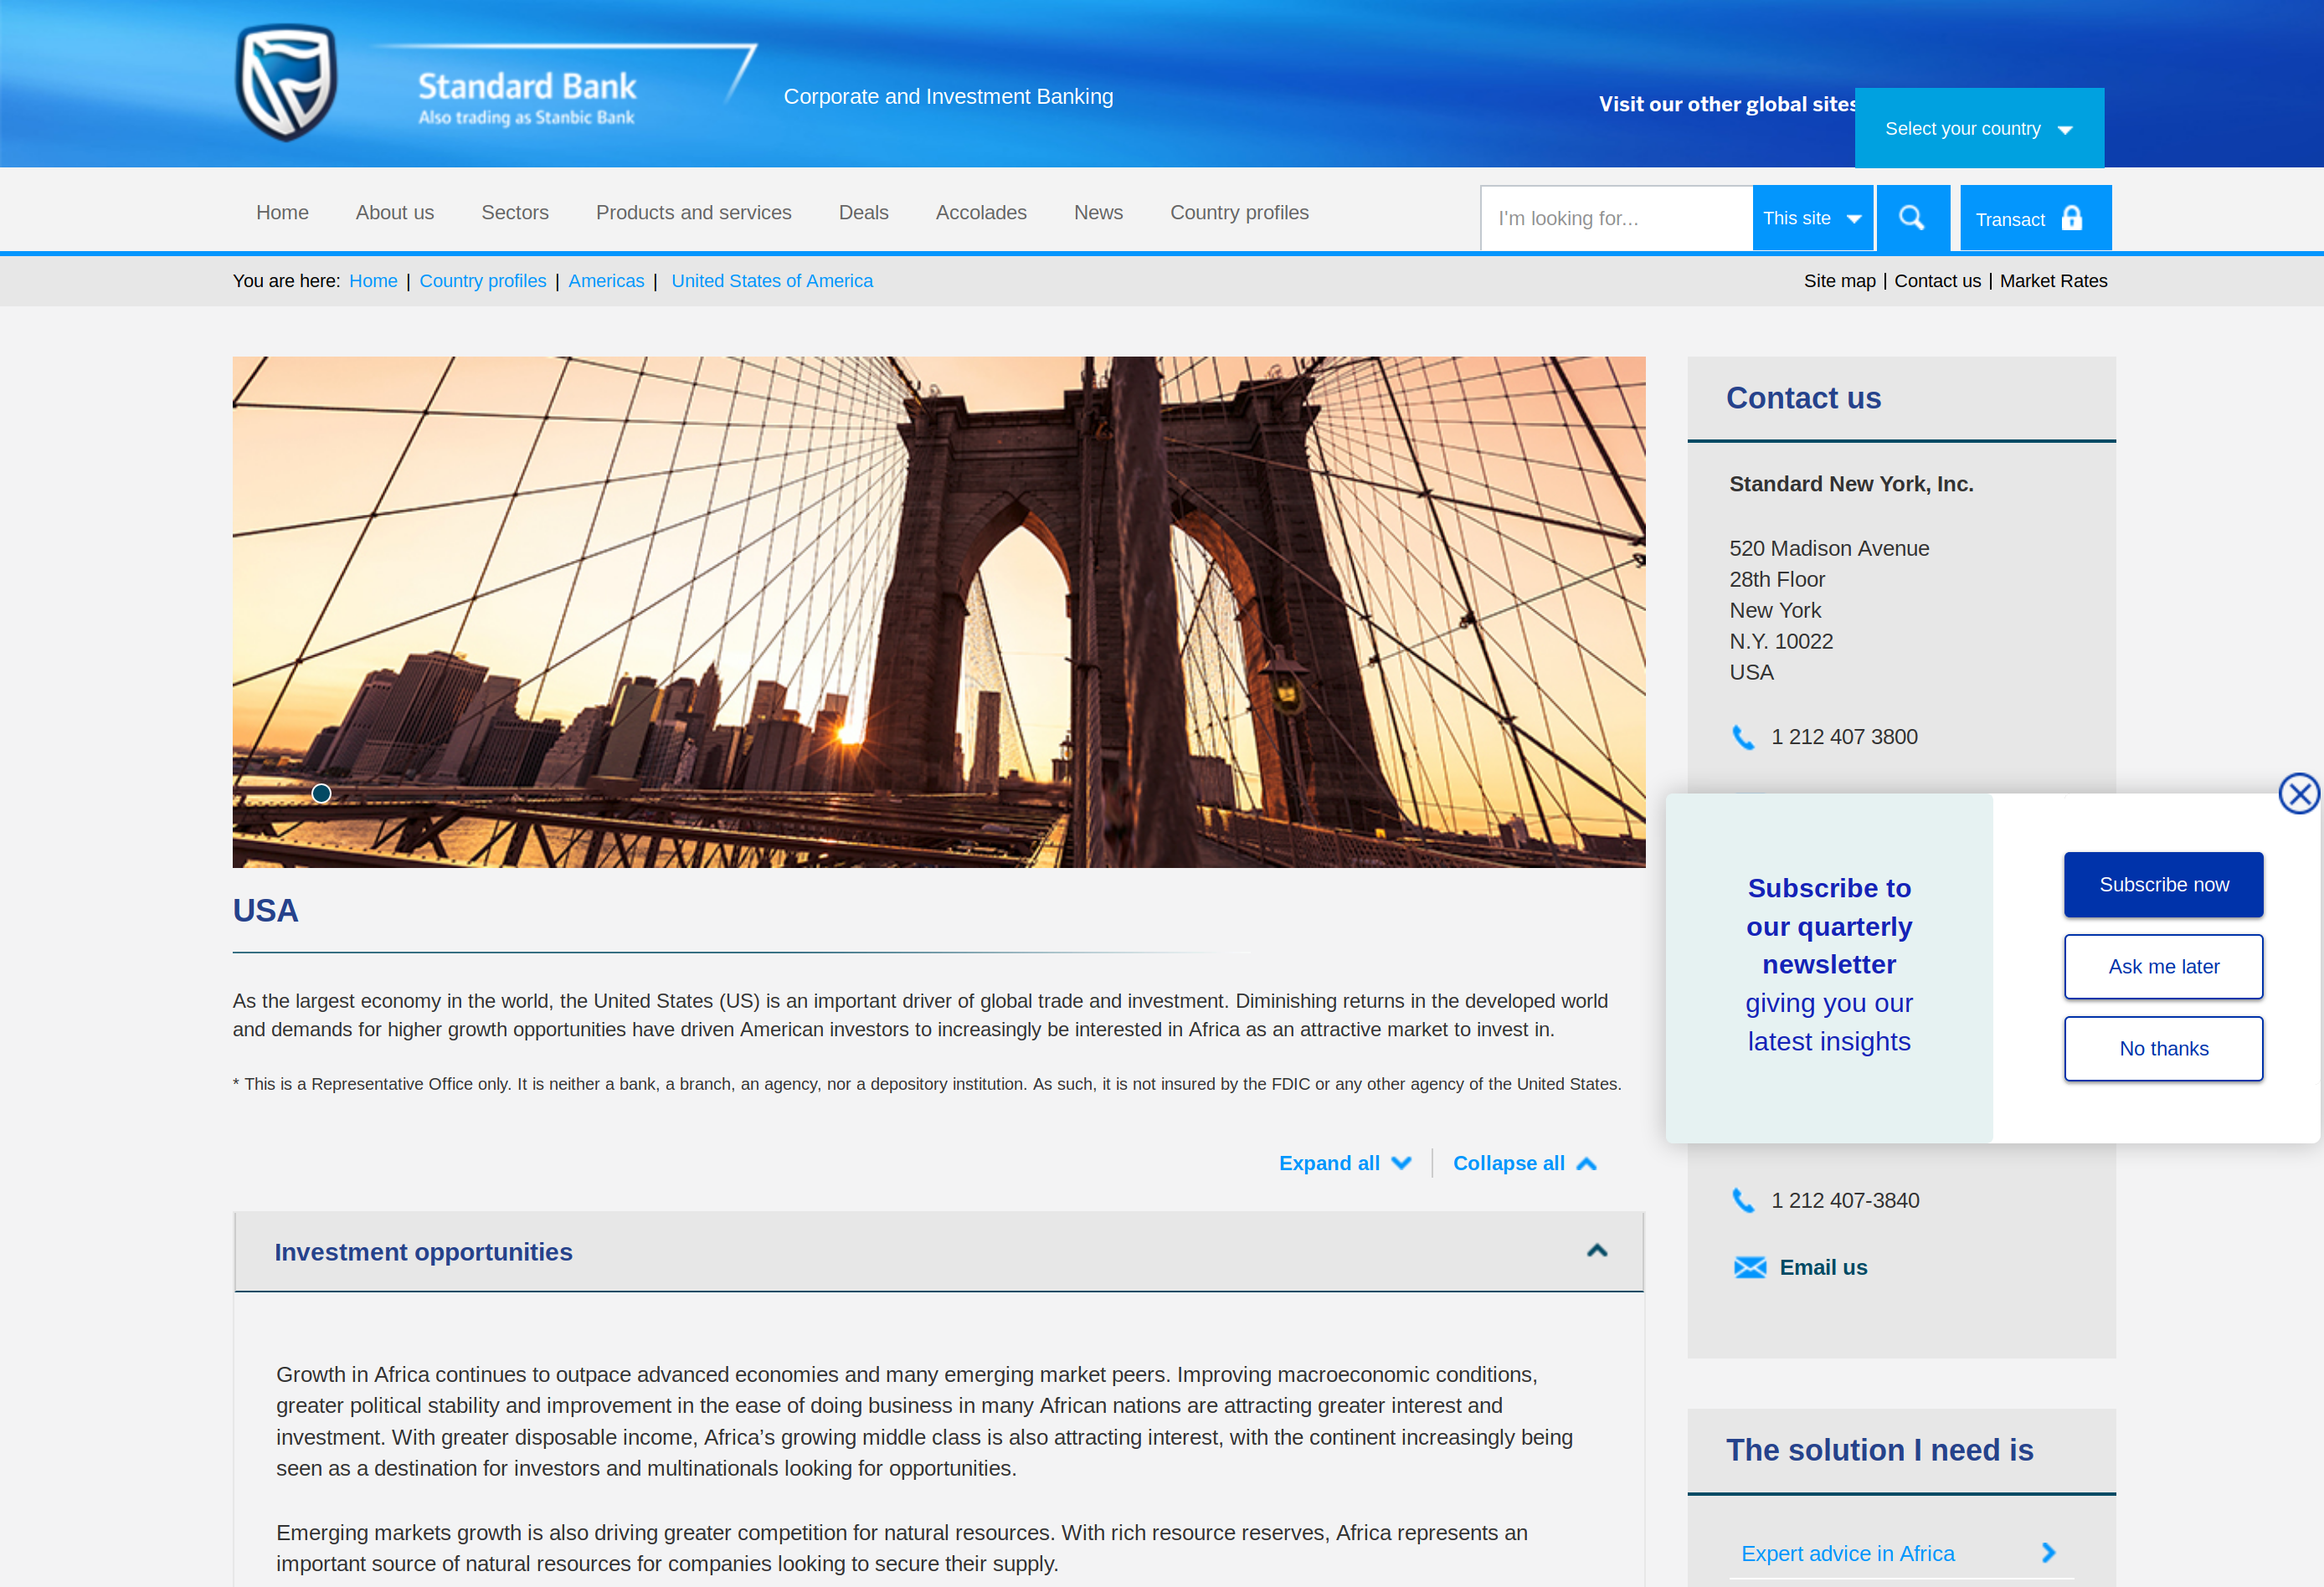 Standard Bank
Also trading as Stanbic Bank
Corporate and Investment Banking
Visit our other global sites
Select your country
Home
About us
Sectors
Products and services
Deals
Accolades
News
Country profiles
I'm looking for...
This site
Transact
You are here: Home | Country profiles | Americas | United States of America
Site map | Contact us | Market Rates
Contact us
Standard New York, Inc.
520 Madison Avenue
28th Floor
New York
N.Y. 10022
USA
1 212 407 3800
Subscribe to
our quarterly
newsletter
giving you our
latest insights
Subscribe now
Ask me later
No thanks
1 212 407-3840
Email us
USA
As the largest economy in the world, the United States (US) is an important driver of global trade and investment. Diminishing returns in the developed world
and demands for higher growth opportunities have driven American investors to increasingly be interested in Africa as an attractive market to invest in.
* This is a Representative Office only. It is neither a bank, a branch, an agency, nor a depository institution. As such, it is not insured by the FDIC or any other agency of the United States.
Expand all
Collapse all
Investment opportunities
Growth in Africa continues to outpace advanced economies and many emerging market peers. Improving macroeconomic conditions,
greater political stability and improvement in the ease of doing business in many African nations are attracting greater interest and
investment. With greater disposable income, Africa’s growing middle class is also attracting interest, with the continent increasingly being
seen as a destination for investors and multinationals looking for opportunities.
Emerging markets growth is also driving greater competition for natural resources. With rich resource reserves, Africa represents an
important source of natural resources for companies looking to secure their supply.
The solution I need is
Expert advice in Africa